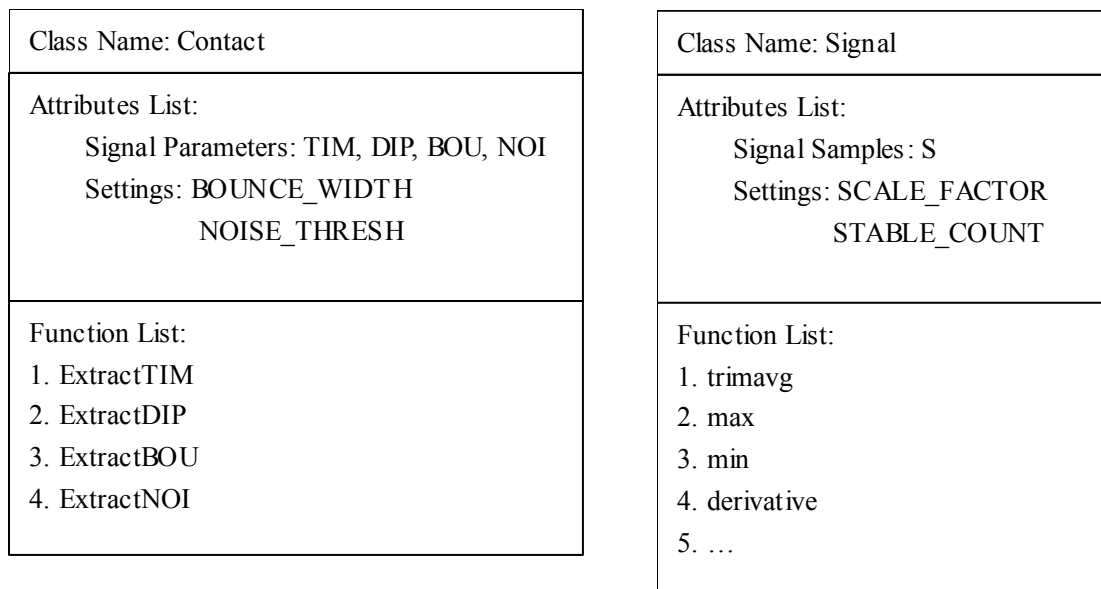 Class Name: Contact
Attributes List:
Signal Parameters: TIM, DIP, BOU, NOI
Settings: BOUNCE_WIDTH
NOISE_THRESH
Function List:
1. ExtractTIM
2. ExtractDIP
3. ExtractBOU
4. ExtractNOI
Class Name: Signal
Attributes List:
Signal Samples: S
Settings: SCALE_FACTOR
STABLE_COUNT
Function List:
1. trimavg
2. max
3. min
4. derivative
5. …